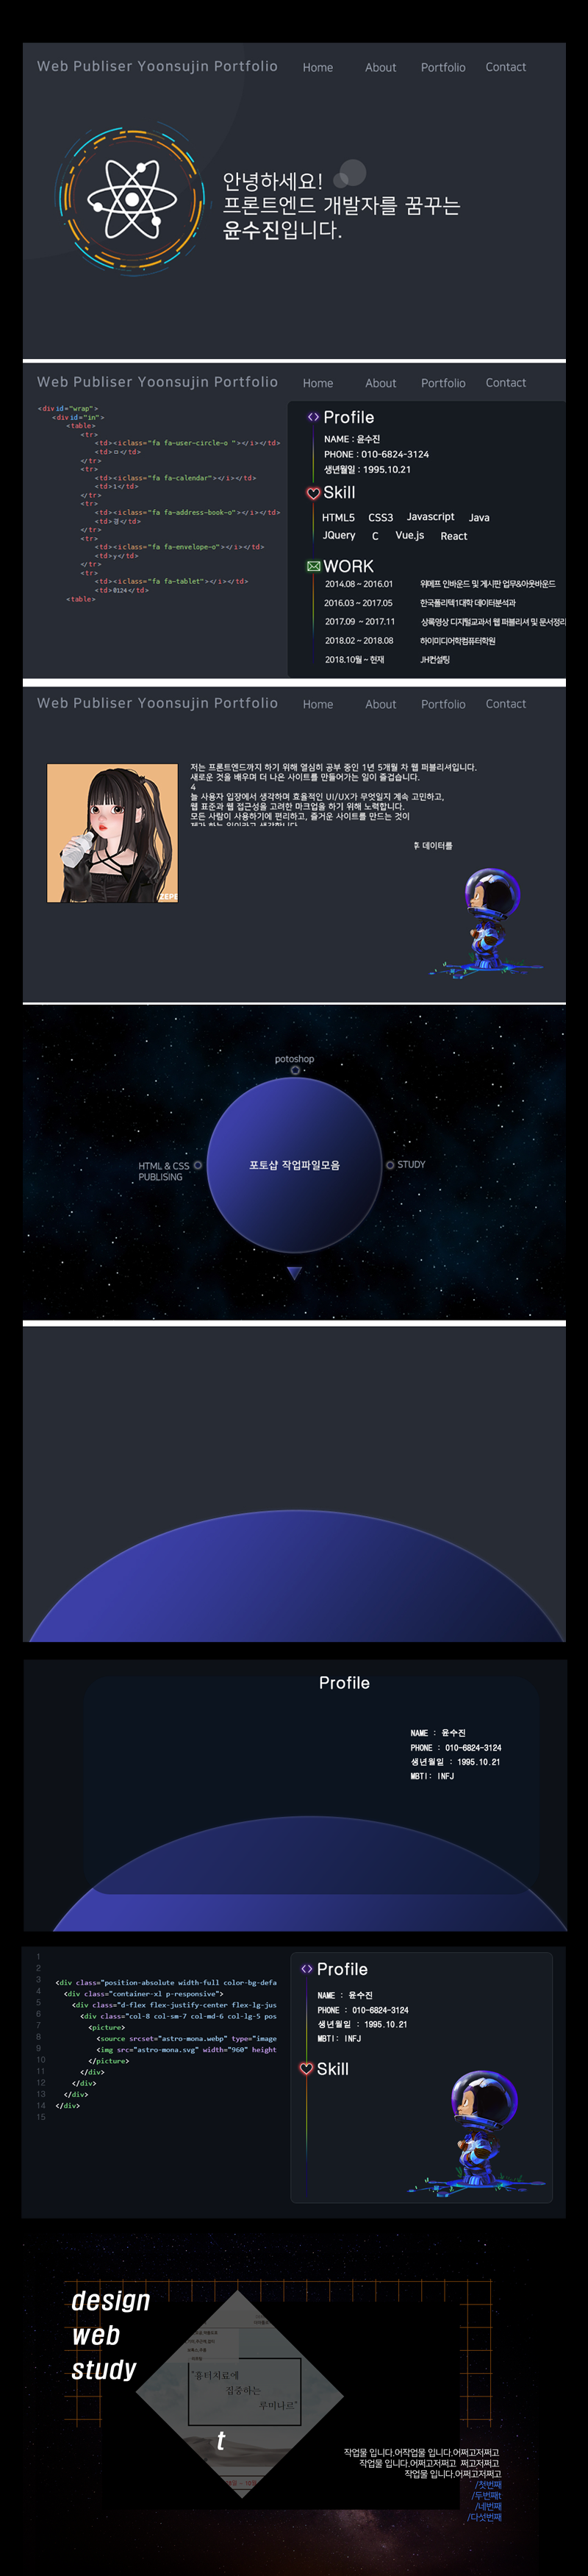 Web Publiser Yoonsujin Portfolio Home About Portfolio Contact
안녕하세요!
프론트엔드 개발자를 꿈꾸는
윤수진입니다.
Web Publiser Yoonsujin Portfolio Home About Portfolio Contact
<div id="wrap">
<div id="in">
<table>
<tr>
<td><iclass="fa fa-user-circle-o "></i></td>
<td>ㅁ</td>
</tr>
<tr>
<td><iclass="fa fa-calendar"></i></td>
<td>1</td>
</tr>
<tr>
<td><iclass="fa fa-address-book-o"></i></td>
<td>경</td>
</tr>
<tr>
<td><iclass="fa fa-envelope-o"></i></td>
<td>y</td>
</tr>
<tr>
<td><iclass="fa fa-tablet"></i></td>
<td>0124</td>
<table>
Profile
NAME : 윤수진
PHONE : 010-6824-3124
생년월일 : 1995.10.21
Skill
HTML5 CSS3 Javascript Java
JQuery C Vue.js React
WORK
2014.08 ~ 2016.01 위메프 인바운드 및 게시판 업무&아웃바운드
2016.03 ~ 2017.05 한국폴리텍1대학 데이터분석과
2017.09 ~ 2017.11 상록영상 디지털교과서 웹 퍼블리셔 및 문서정리
2018.02 ~ 2018.08 하이미디어학컴퓨터학원
2018.10월 ~ 현재 JH컨설팅
Web Publiser Yoonsujin Portfolio Home About Portfolio Contact
저는 프론트엔드까지 하기 위해 열심히 공부 중인 1년 5개월 차 웹 퍼블리셔입니다.
새로운 것을 배우며 더 나은 사이트를 만들어가는 일이 즐겁습니다.
4
늘 사용자 입장에서 생각하며 효율적인 UI/UX가 무엇일지 계속 고민하고,
웹 표준과 웹 접근성을 고려한 마크업을 하기 위해 노력합니다.
모든 사람이 사용하기에 편리하고, 즐거운 사이트를 만드는 것이
제가 하는 일이라고 생각합니다
데이터를
ZEPE
potoshop
HTML & CSS
PUBLISING
포토샵 작업파일모음
STUDY
Profile
NAME : 윤수진
PHONE : 010-6824-3124
생년월일 : 1995.10.21
MBTI: INFJ
1
2
3 <div class="position-absolute width-full color-bg-defa
4 <div class="container-xl p-responsive">
5 <div class="d-flex flex-justify-center flex-lg-jus
6 <div class="col-8 col-sm-7 col-md-6 col-lg-5 pos
7 <picture>
8 <source srcset="astro-mona.webp" type="image
9 <img src="astro-mona.svg" width="960" height
10 </picture>
11 </div>
12 </div>
13 </div>
14 </div>
15
Profile
NAME : 윤수진
PHONE : 010-6824-3124
생년월일 : 1995.10.21
MBTI: INFJ
Skill
design
web
study
"흉터치료에
집중하는
루미나르"
t
작업물 입니다.어작업물 입니다.어쩌고저쩌고
작업물 입니다.어쩌고저쩌고 쩌고저쩌고
작업물 입니다.어쩌고저쩌고
/첫번째
/두번째t
/네번째
/다섯번째